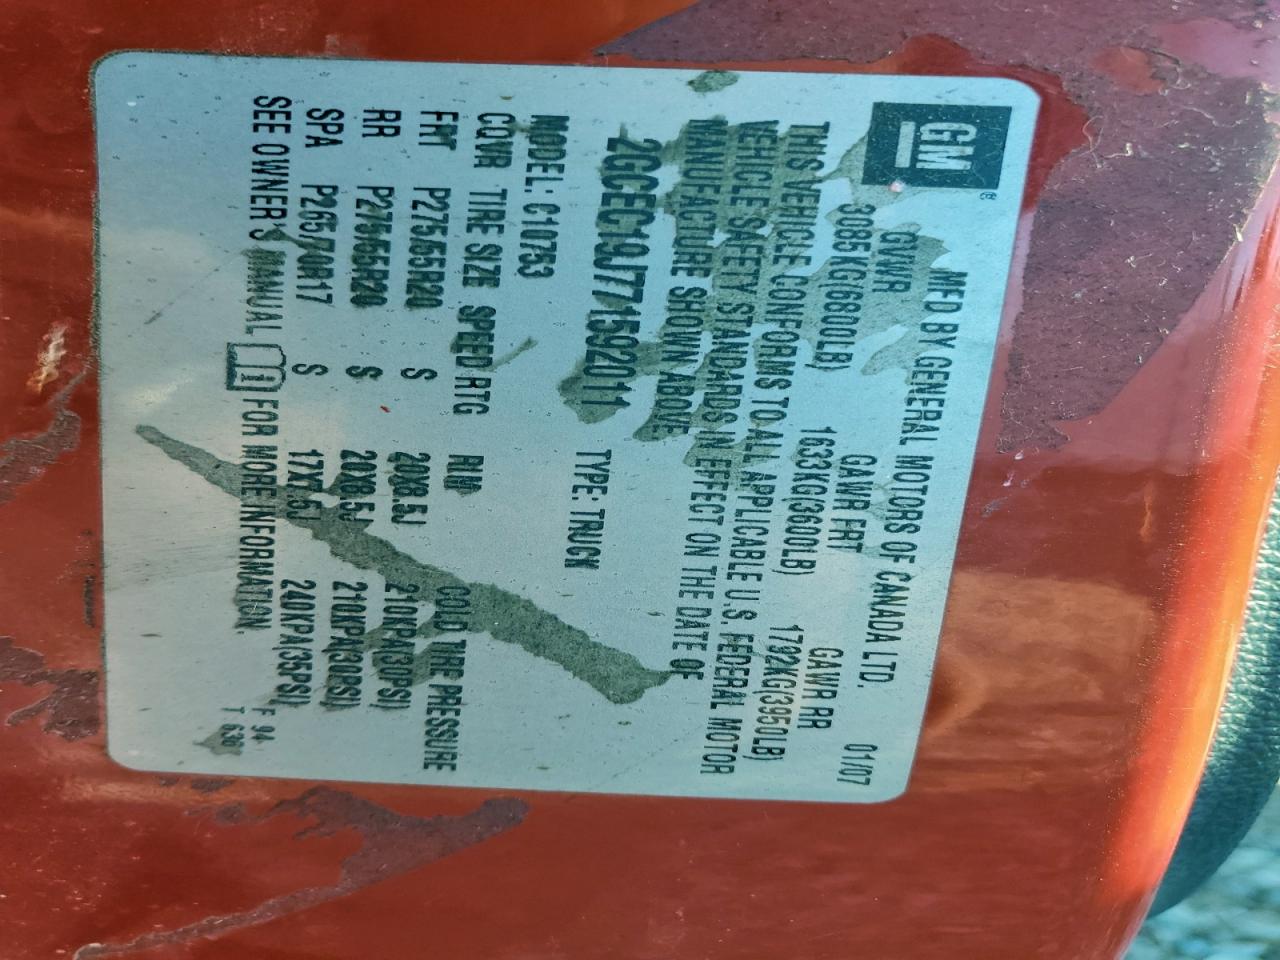 GM®
MFD BY GENERAL MOTORS OF CANADA LTD. 01/07
GVWR GAWR FRT GAWR RR
3085KG(6800LB) 1633KG(3600LB) 1792KG(3950LB)
THIS VEHICLE CONFORMS TO ALL APPLICABLE U.S. FEDERAL MOTOR
VEHICLE SAFETY STANDARDS IN EFFECT ON THE DATE OF
MANUFACTURE SHOWN ABOVE
2GCEC19J771592011 TYPE: TRUCK
MODEL: C10753
CQVR TIRE SIZE SPEED RTG RIM COLD TIRE PRESSURE
FRT P275/55R20 S 20X8.5J 210KPA(30PSI)
RR P275/55R20 S 20X8.5J 210KPA(30PSI)
SPA P265/70R17 S 17X7.5J 240KPA(35PSI)
SEE OWNER'S MANUAL FOR MORE INFORMATION.
F 94
T